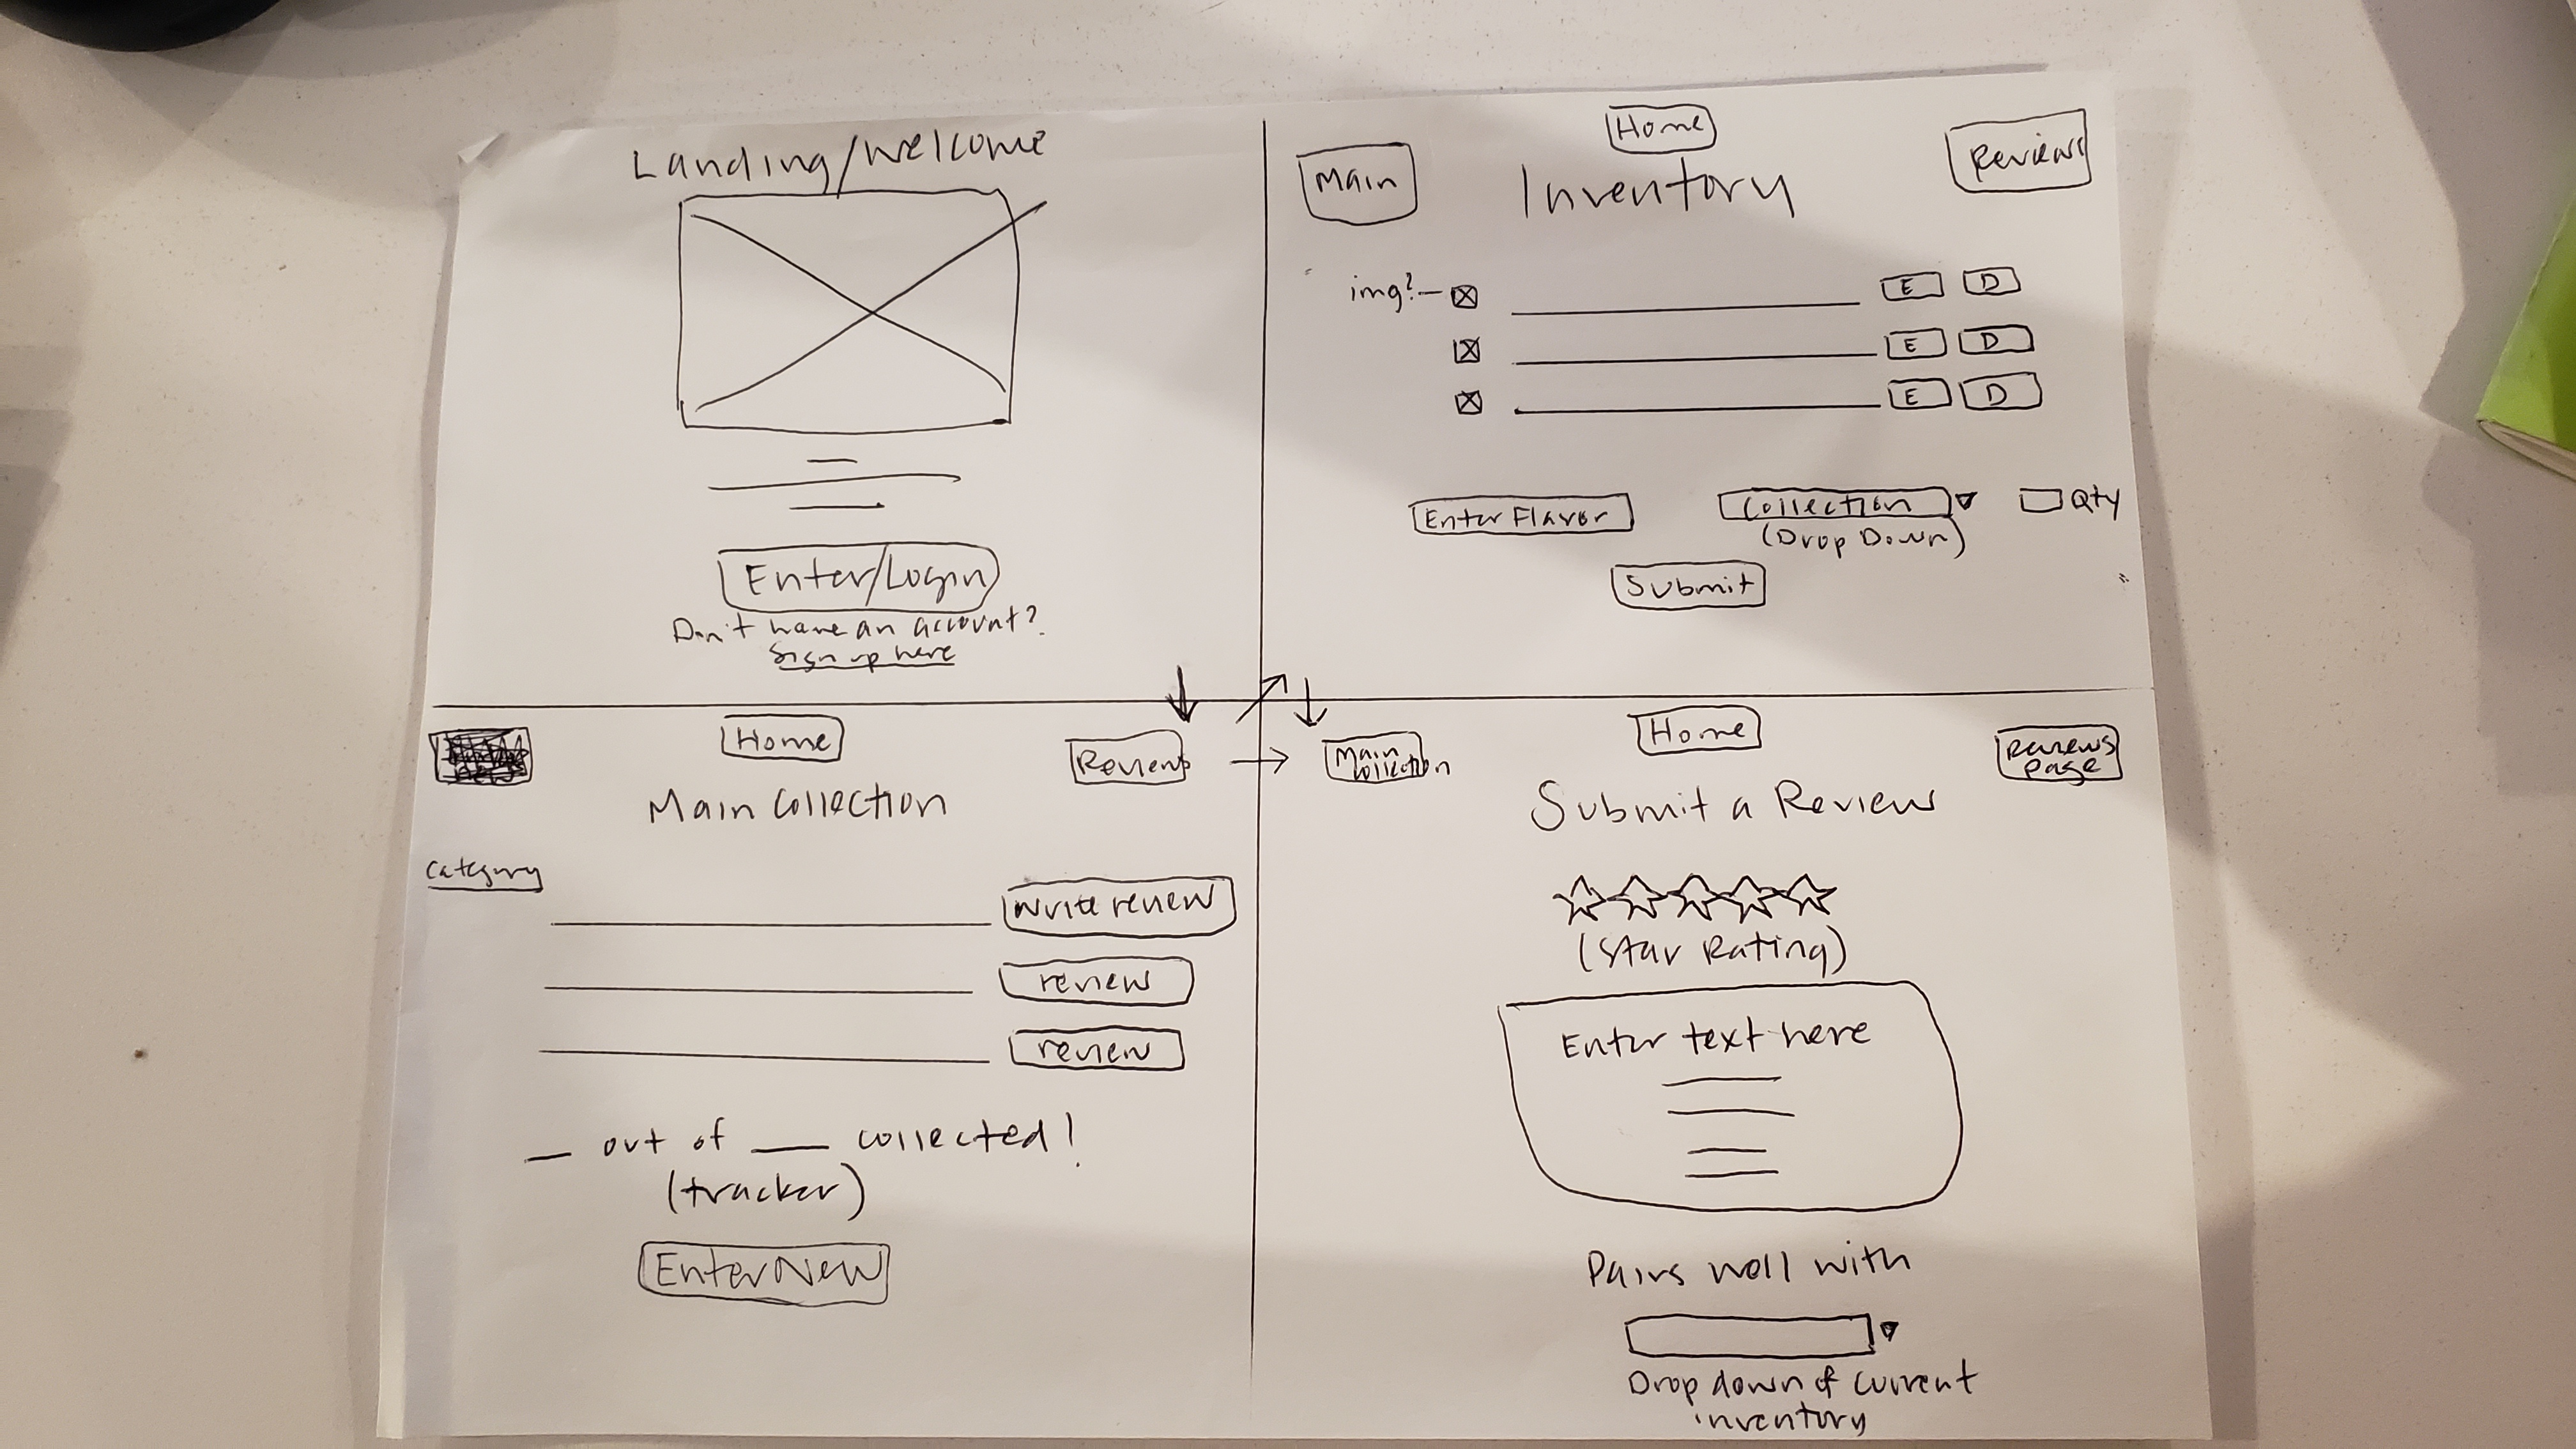 Landing/Welcome
Enter/Login
Don't have an account?
Sign up here
Home
Main
Reviews
Inventory
img?
E D
E D
E D
Enter Flavor
Collection
Qty
(Drop Down)
Submit
Home
Reviews
Main Collection
Category
Write review
review
review
_ out of __ collected!
(tracker)
Enter New
Main
Collection
Home
Reviews
Page
Submit a Review
(Star Rating)
Enter text here
Pairs well with
Drop down of current
inventory